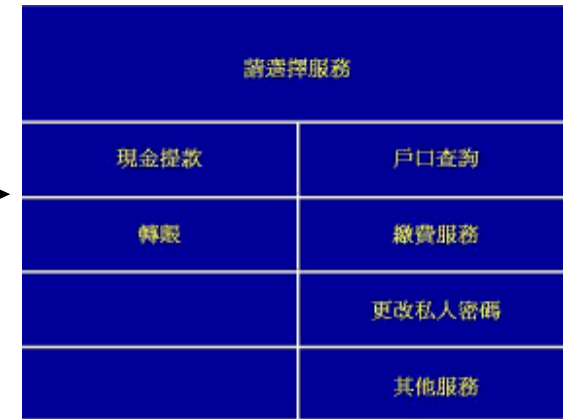 請選擇服務
現金提款
戶口查詢
轉賬
繳費服務
更改私人密碼
其他服務